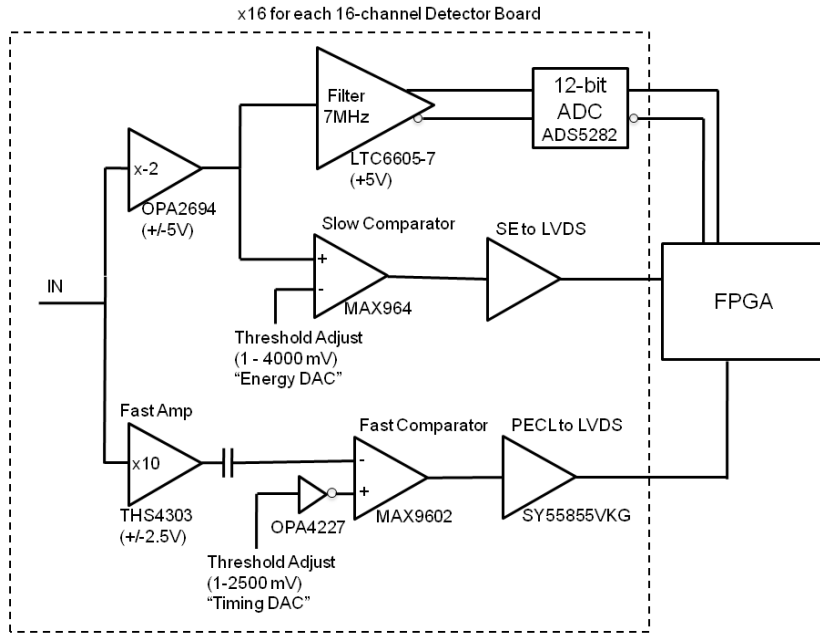 x16 for each 16-channel Detector Board
Filter
7MHz
LTC6605-7
(+5V)
12-bit
ADC
ADS5282
x-2
OPA2694
(+/-5V)
Slow Comparator
+
-
MAX964
SE to LVDS
FPGA
IN
Threshold Adjust
(1 - 4000 mV)
“Energy DAC”
Fast Amp
x10
THS4303
(+/-2.5V)
Fast Comparator
-
+
MAX9602
PECL to LVDS
SY55855VKG
OPA4227
Threshold Adjust
(1-2500 mV)
“Timing DAC”